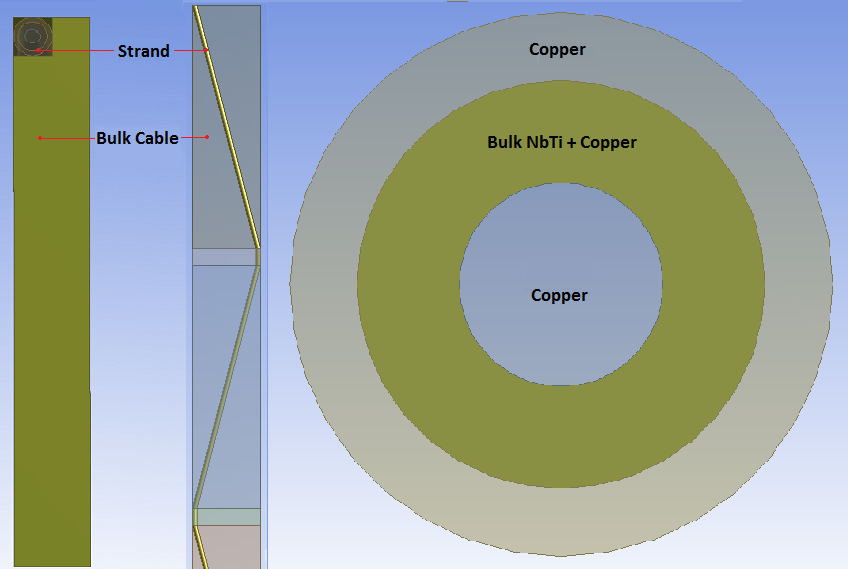 Strand
Bulk Cable
Copper
Bulk NbTi + Copper
Copper